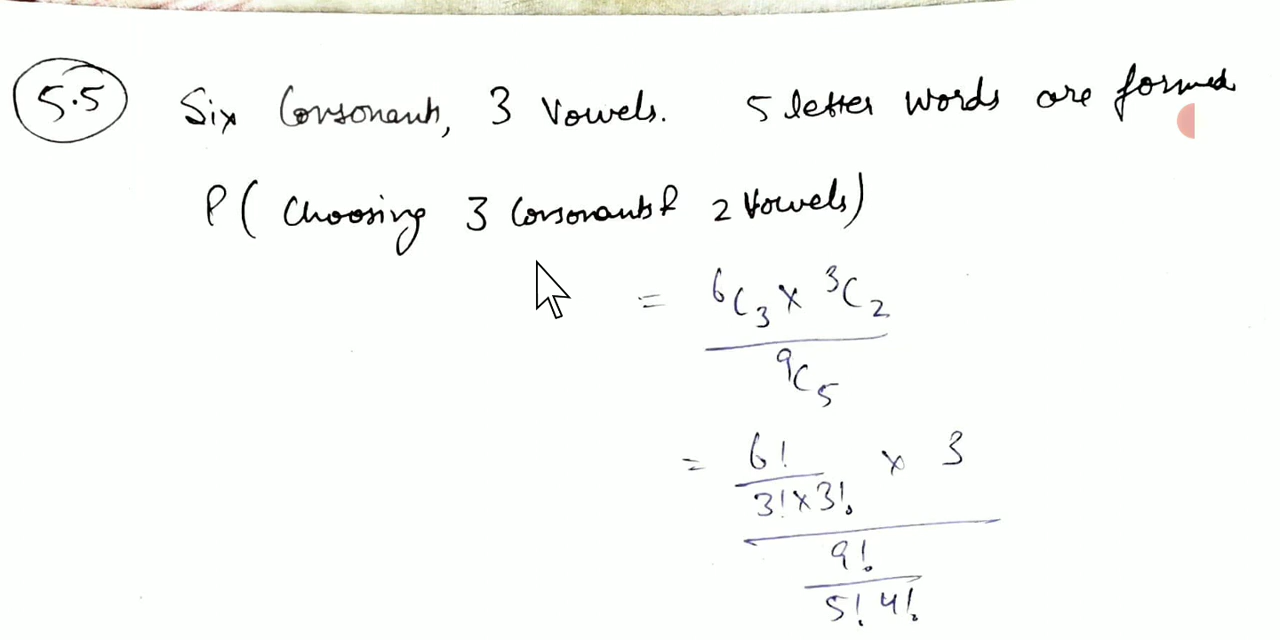 5.5 Six Consonants, 3 Vowels. 5 letter words are formed
P( Choosing 3 Consonants & 2 Vowels)
= ⁶C₃ x ³C₂
⁹C₅
= 6! x 3
3! x 3!
9!
5! 4!